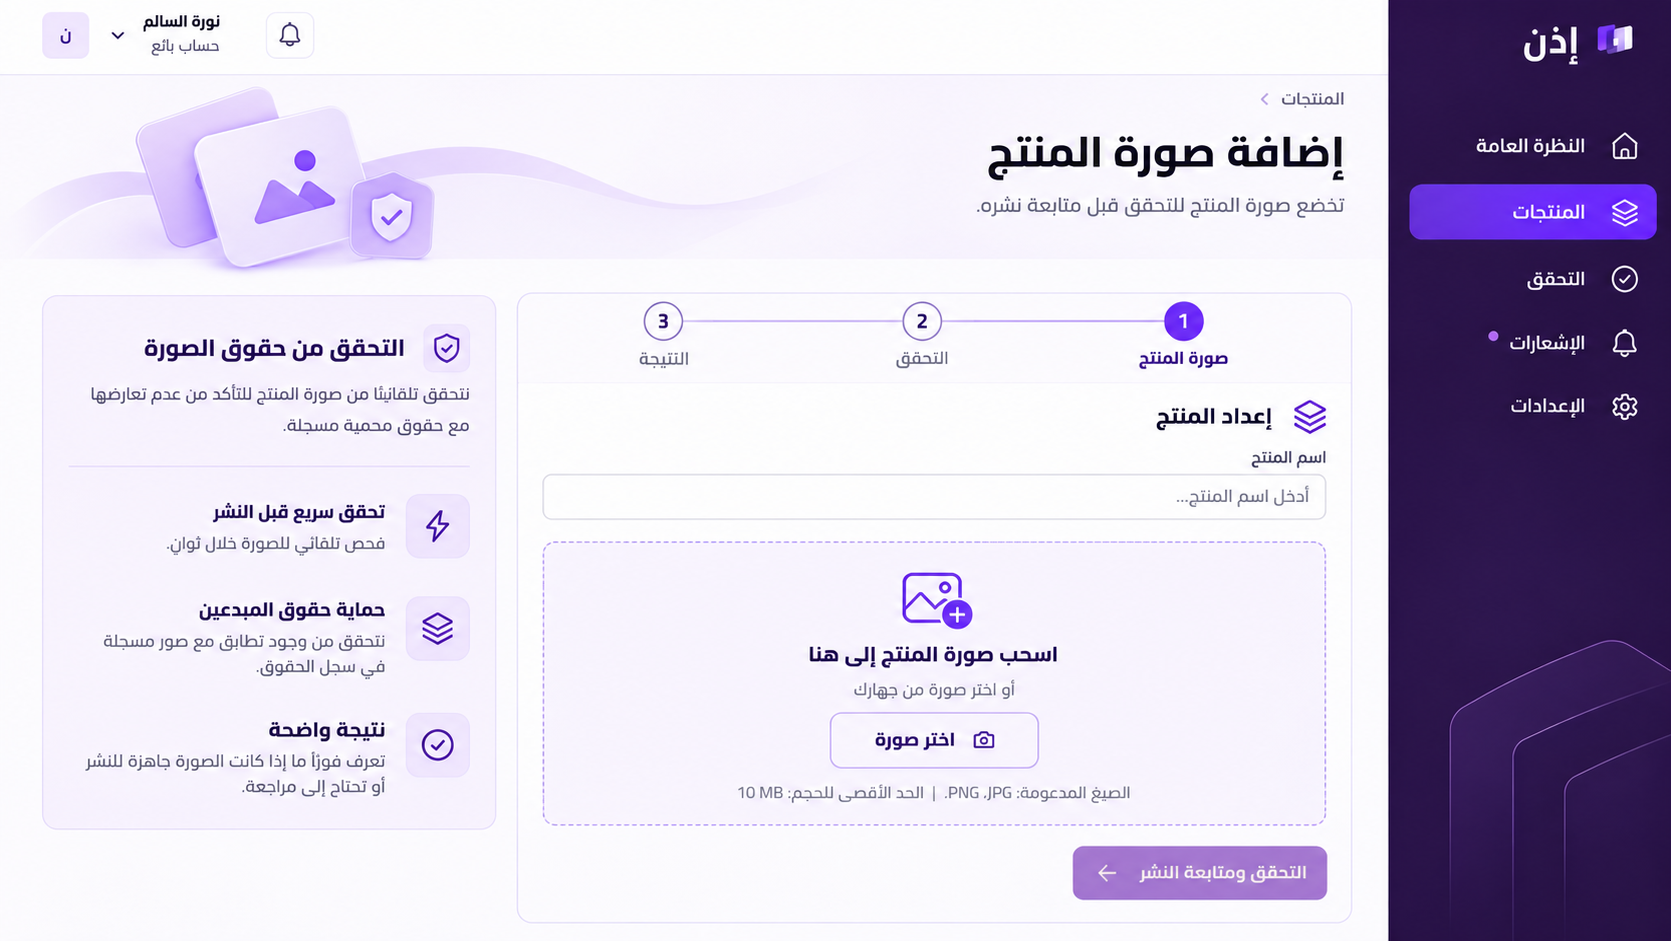 إذن
النظرة العامة
المنتجات
التحقق
الإشعارات
الإعدادات
نورة السالم
حساب بائع
ن
المنتجات
إضافة صورة المنتج
تخضع صورة المنتج للتحقق قبل متابعة نشره.
1
2
3
صورة المنتج
التحقق
النتيجة
إعداد المنتج
اسم المنتج
أدخل اسم المنتج...
اسحب صورة المنتج إلى هنا
أو اختر صورة من جهازك
اختر صورة
الصيغ المدعومة: PNG ،JPG. | الحد الأقصى للحجم: 10 MB
التحقق ومتابعة النشر
التحقق من حقوق الصورة
نتحقق تلقائيًا من صورة المنتج للتأكد من عدم تعارضها
مع حقوق محمية مسجلة.
تحقق سريع قبل النشر
فحص تلقائي للصورة خلال ثوانٍ.
حماية حقوق المبدعين
نتحقق من وجود تطابق مع صور مسجلة
في سجل الحقوق.
نتيجة واضحة
تعرف فورًا ما إذا كانت الصورة جاهزة للنشر
أو تحتاج إلى مراجعة.